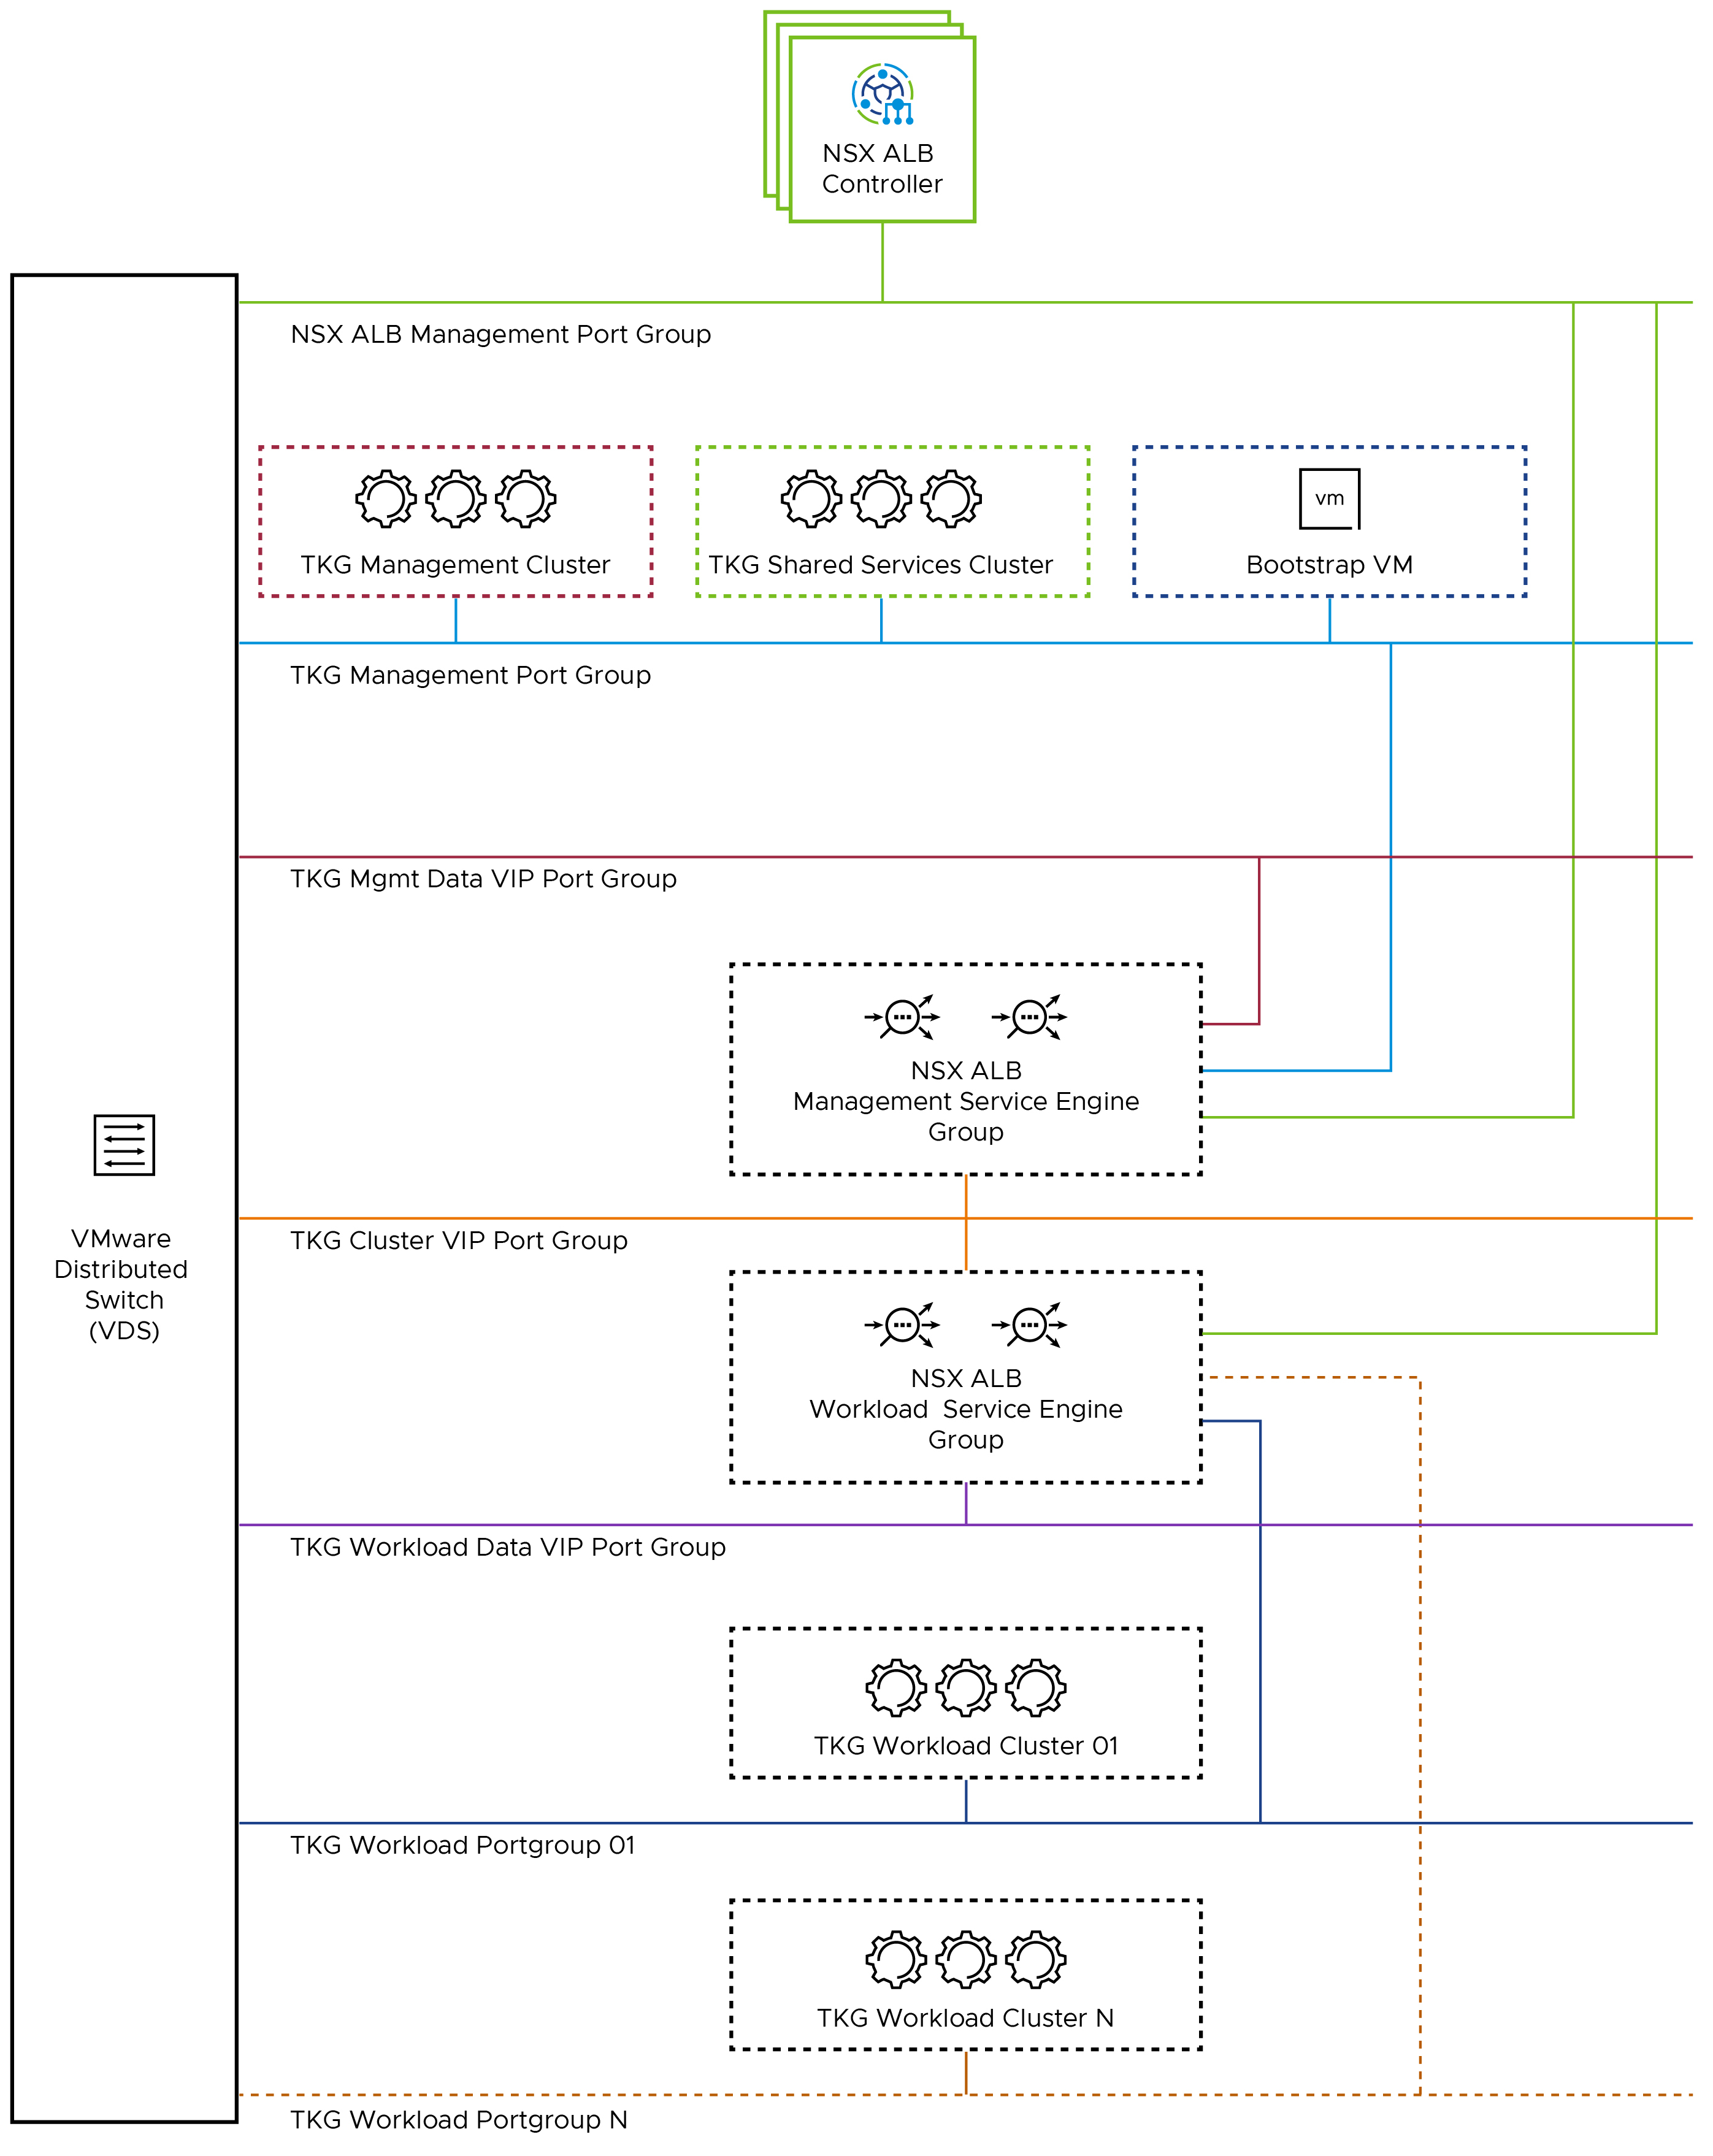 NSX ALB
Controller
NSX ALB Management Port Group
TKG Management Cluster
TKG Shared Services Cluster
vm
Bootstrap VM
TKG Management Port Group
TKG Mgmt Data VIP Port Group
NSX ALB
Management Service Engine
Group
VMware
Distributed
Switch
(VDS)
TKG Cluster VIP Port Group
NSX ALB
Workload  Service Engine
Group
TKG Workload Data VIP Port Group
TKG Workload Cluster 01
TKG Workload Portgroup 01
TKG Workload Cluster N
TKG Workload Portgroup N